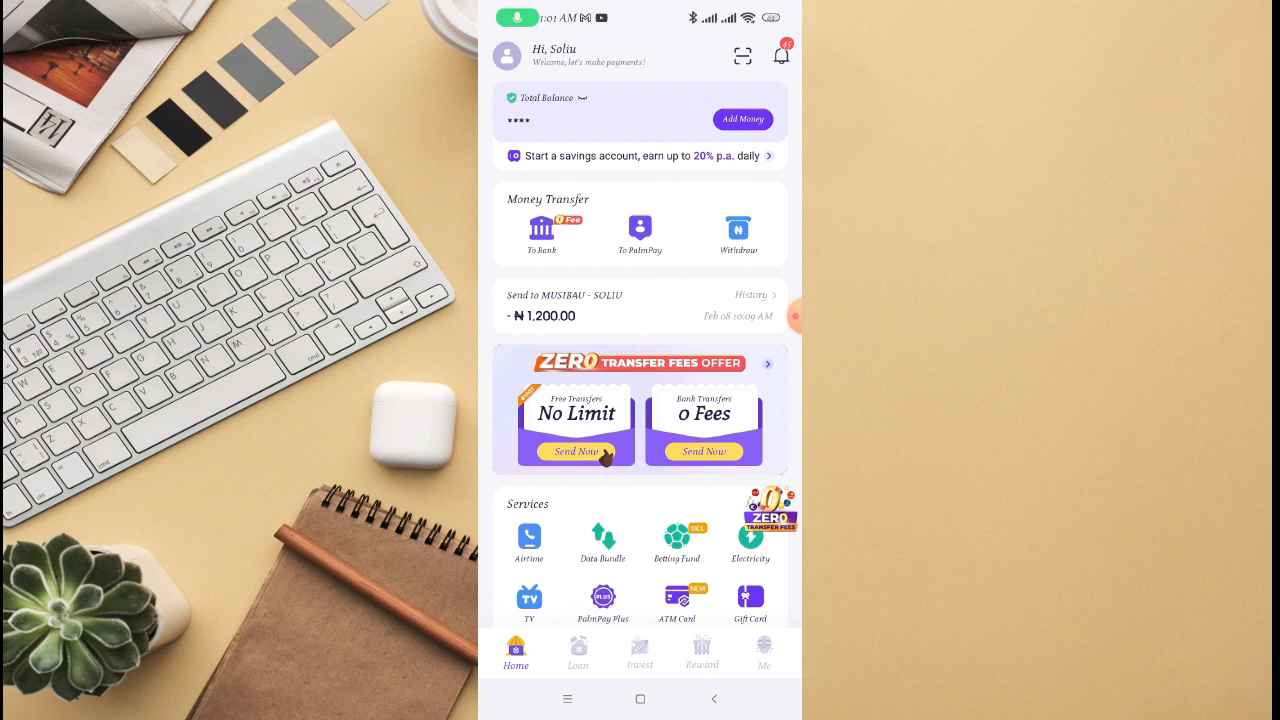 1:01 AM
Hi, Soliu
Welcome, let's make payments!
45
Total Balance
****
Add Money
Start a savings account, earn up to 20% p.a. daily
Money Transfer
0 Fee
To Bank
To PalmPay
Withdraw
Send to MUSIBAU - SOLIU
History
- ₦ 1,200.00
Feb 08 10:09 AM
ZERO TRANSFER FEES OFFER
HOT
Free Transfers
No Limit
Send Now
Bank Transfers
0 Fees
Send Now
Services
ZERO
TRANSFER FEES
UCL
Airtime
Data Bundle
Betting Fund
Electricity
TV
PLUS
NEW
TV
PalmPay Plus
ATM Card
Gift Card
Home
Loan
Invest
Reward
Me